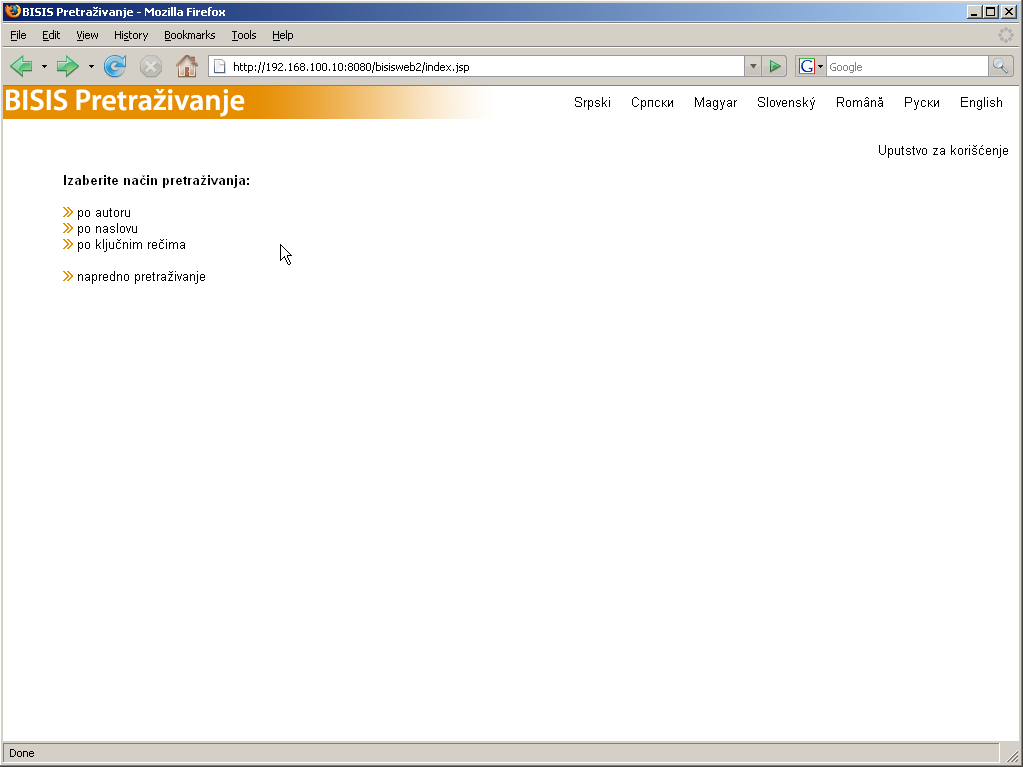 BISIS Pretraživanje - Mozilla Firefox
File Edit View History Bookmarks Tools Help
http://192.168.100.10:8080/bisisweb2/index.jsp G Google
BISIS Pretraživanje Srpski Српски Magyar Slovenský Română Руски English
Uputstvo za korišćenje
Izaberite način pretraživanja:
po autoru
po naslovu
po ključnim rečima
napredno pretraživanje
Done